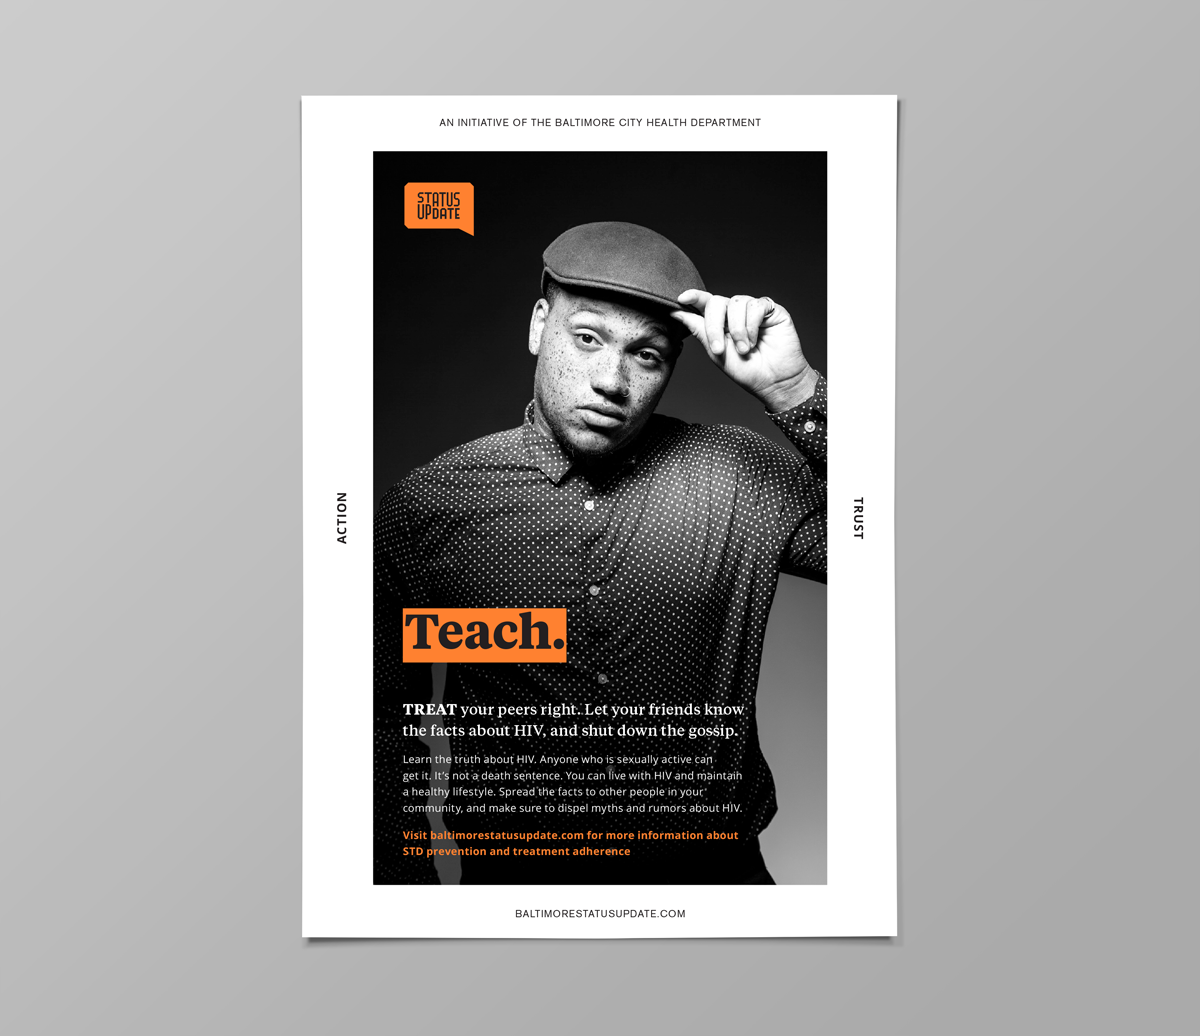 AN INITIATIVE OF THE BALTIMORE CITY HEALTH DEPARTMENT
STATUS
UPDATE
ACTION
TRUST
Teach.
TREAT your peers right. Let your friends know
the facts about HIV, and shut down the gossip.
Learn the truth about HIV. Anyone who is sexually active can
get it. It's not a death sentence. You can live with HIV and maintain
a healthy lifestyle. Spread the facts to other people in your
community, and make sure to dispel myths and rumors about HIV.
Visit baltimorestatusupdate.com for more information about
STD prevention and treatment adherence
BALTIMORESTATUSUPDATE.COM